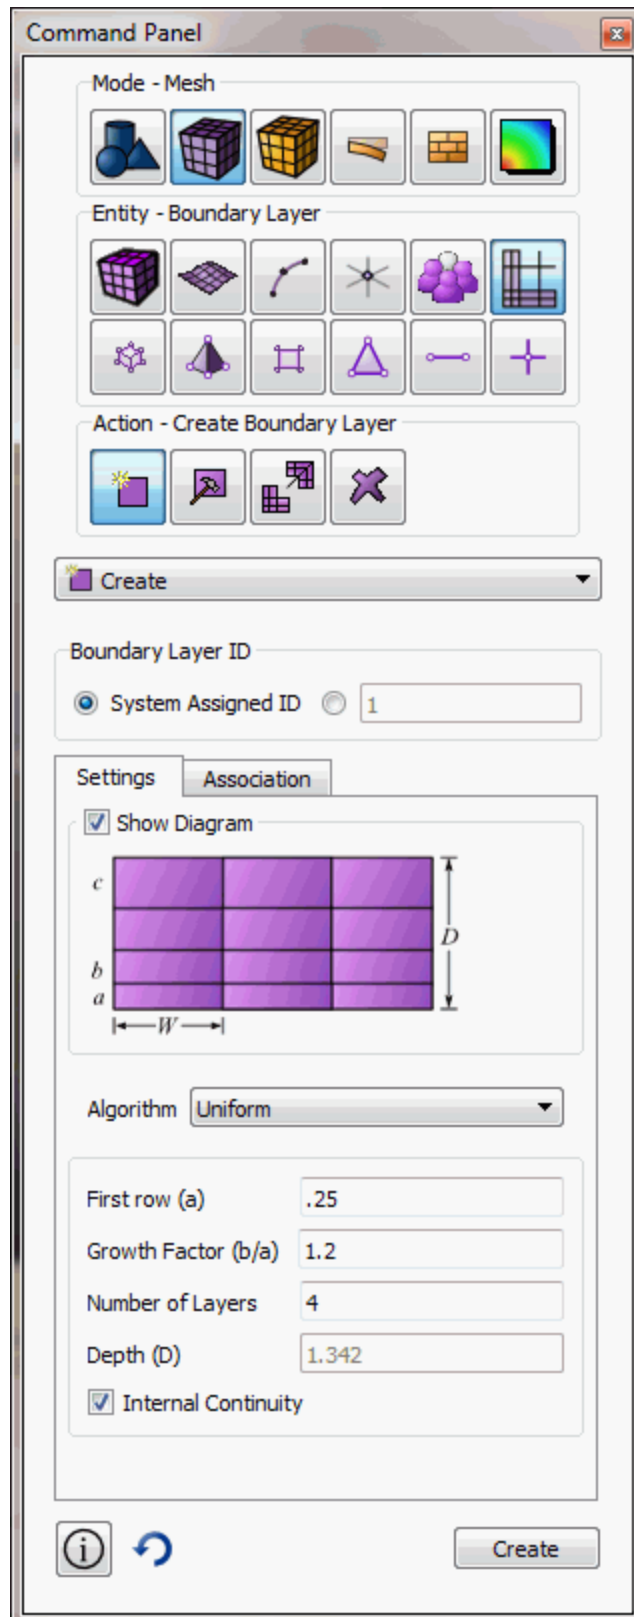 Command Panel
Mode - Mesh
Entity - Boundary Layer
Action - Create Boundary Layer
Create
Boundary Layer ID
System Assigned ID 1
Settings Association
Show Diagram
c
D
b
a
W
Algorithm Uniform
First row (a) .25
Growth Factor (b/a) 1.2
Number of Layers 4
Depth (D) 1.342
Internal Continuity
Create